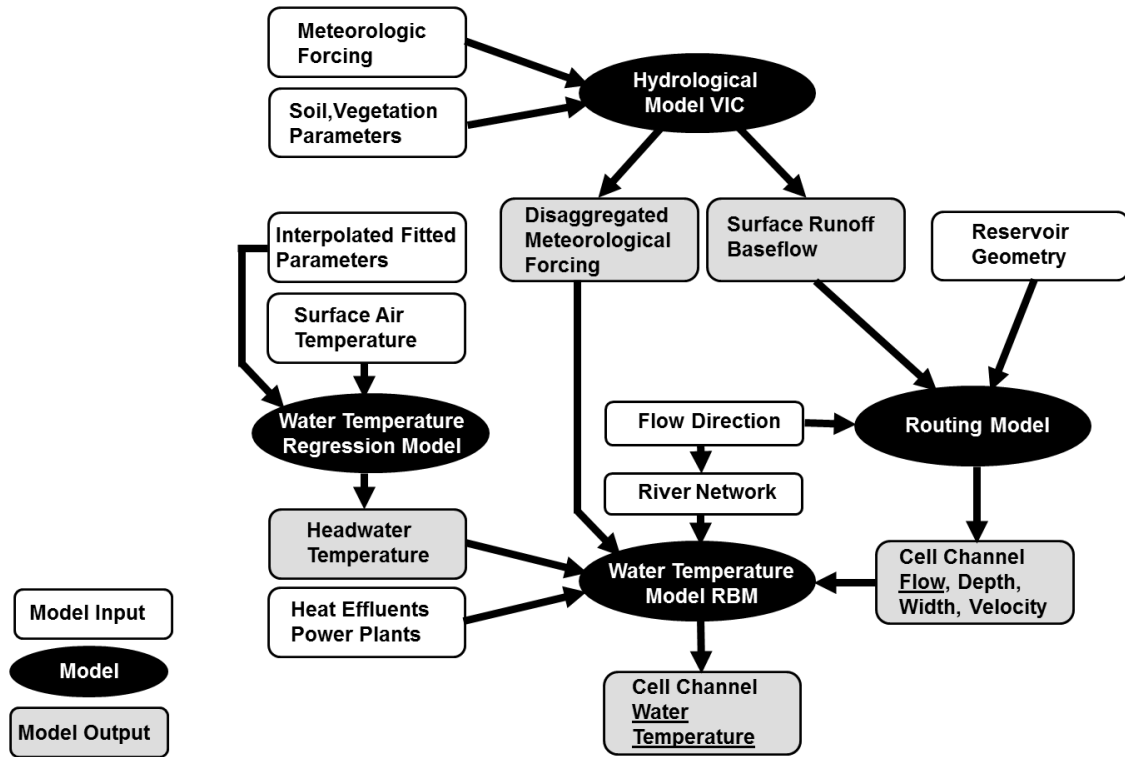 Meteorologic
Forcing
Hydrological
Model VIC
Soil,Vegetation
Parameters
Disaggregated
Meteorological
Forcing
Surface Runoff
Baseflow
Reservoir
Geometry
Interpolated Fitted
Parameters
Surface Air
Temperature
Water Temperature
Regression Model
Flow Direction
Routing Model
River Network
Headwater
Temperature
Water Temperature
Model RBM
Cell Channel
Flow, Depth,
Width, Velocity
Heat Effluents
Power Plants
Cell Channel
Water
Temperature
Model Input
Model
Model Output